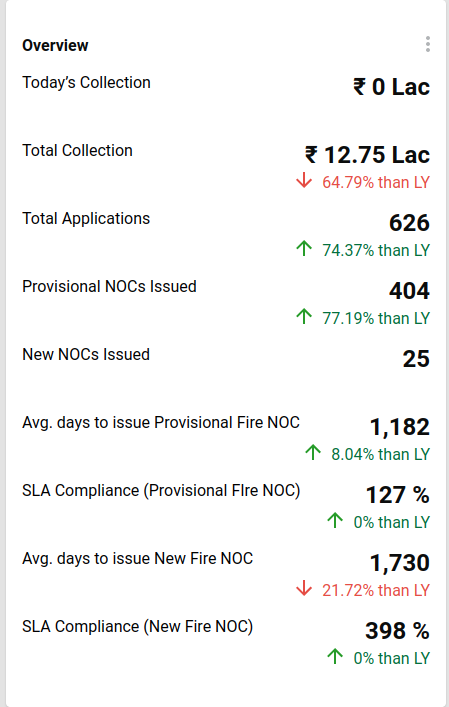 Overview
Today's Collection
₹ 0 Lac
Total Collection
₹ 12.75 Lac
64.79% than LY
Total Applications
626
74.37% than LY
Provisional NOCs Issued
404
77.19% than LY
New NOCs Issued
25
Avg. days to issue Provisional Fire NOC
1,182
8.04% than LY
SLA Compliance (Provisional FIre NOC)
127 %
0% than LY
Avg. days to issue New Fire NOC
1,730
21.72% than LY
SLA Compliance (New Fire NOC)
398 %
0% than LY